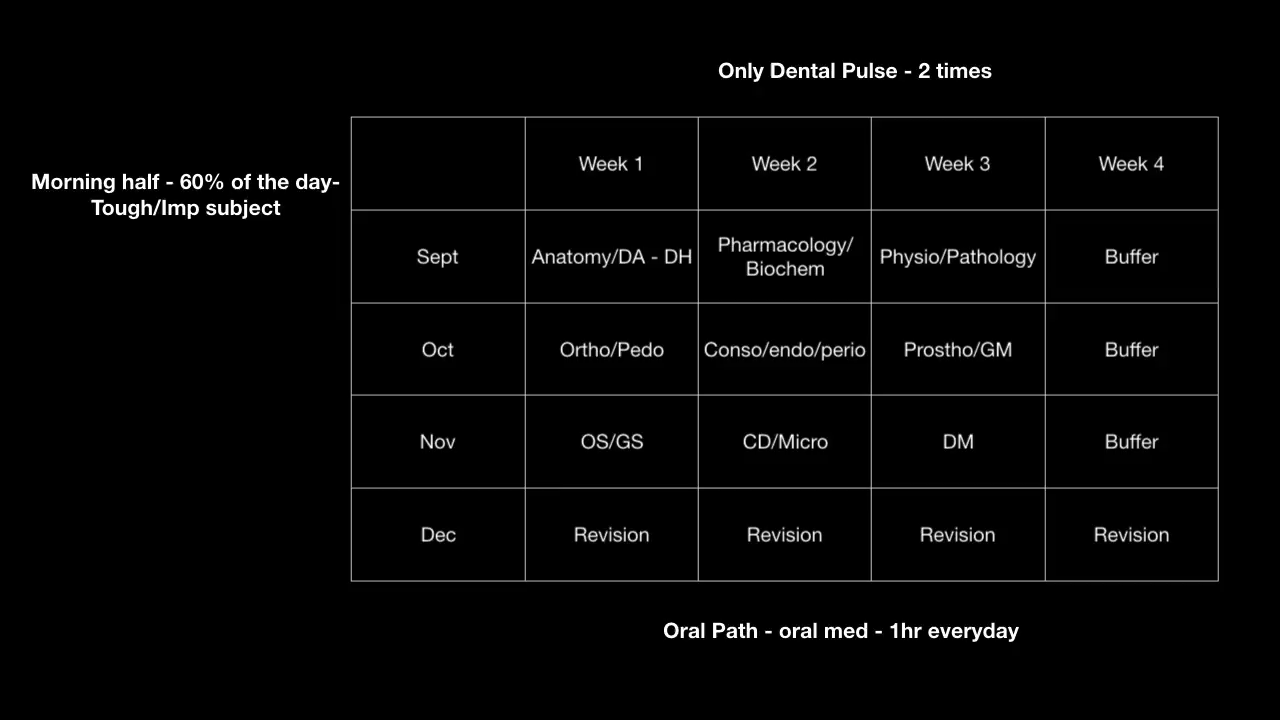 Only Dental Pulse - 2 times
Morning half - 60% of the day-
Tough/Imp subject
Week 1
Week 2
Week 3
Week 4
Sept
Anatomy/DA - DH
Pharmacology/
Biochem
Physio/Pathology
Buffer
Oct
Ortho/Pedo
Conso/endo/perio
Prostho/GM
Buffer
Nov
OS/GS
CD/Micro
DM
Buffer
Dec
Revision
Revision
Revision
Revision
Oral Path - oral med - 1hr everyday